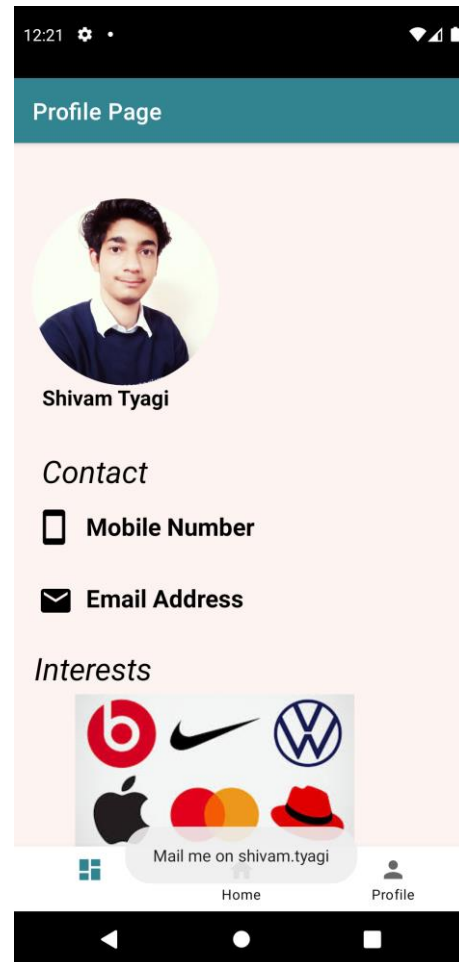 12:21
Profile Page
Shivam Tyagi
Contact
Mobile Number
Email Address
Interests
Mail me on shivam.tyagi
Home
Profile